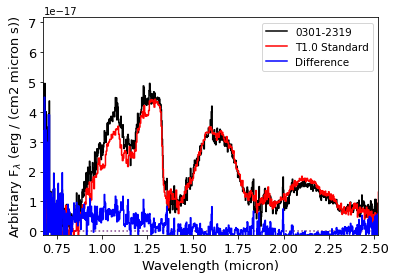 1e−17
7
6
5
4
3
2
1
0
Arbitrary Fλ (erg / (cm2 micron s))
0301-2319
T1.0 Standard
Difference
0.75 1.00 1.25 1.50 1.75 2.00 2.25 2.50
Wavelength (micron)